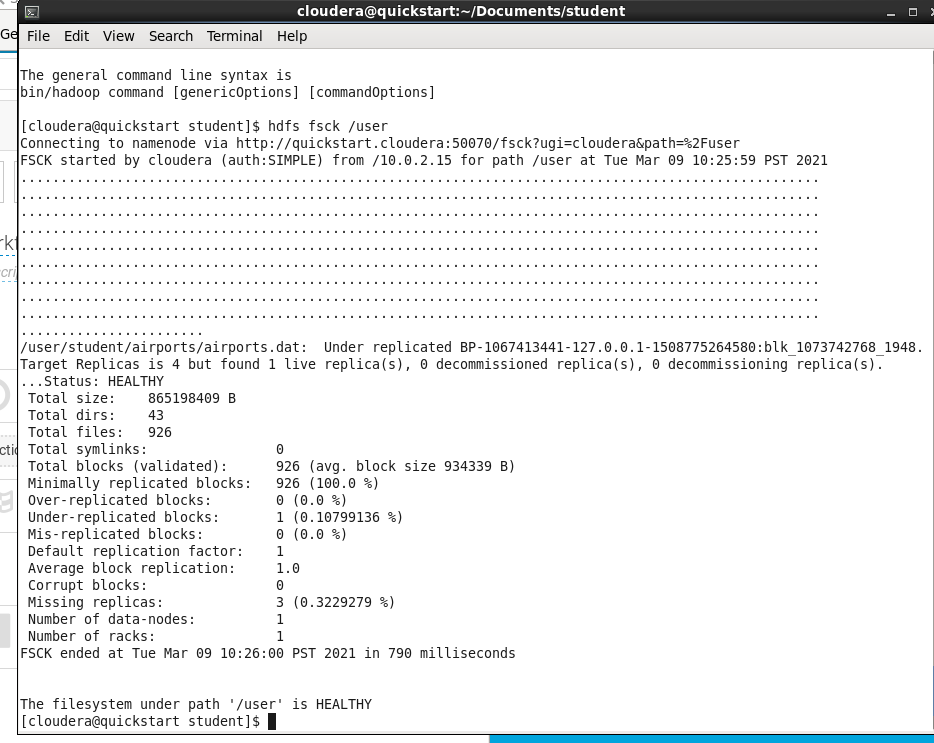 cloudera@quickstart:~/Documents/student
Ge
File Edit View Search Terminal Help
The general command line syntax is
bin/hadoop command [genericOptions] [commandOptions]
[cloudera@quickstart student]$ hdfs fsck /user
Connecting to namenode via http://quickstart.cloudera:50070/fsck?ugi=cloudera&path=%2Fuser
FSCK started by cloudera (auth:SIMPLE) from /10.0.2.15 for path /user at Tue Mar 09 10:25:59 PST 2021
....................................................................................................
....................................................................................................
....................................................................................................
....................................................................................................
....................................................................................................
....................................................................................................
....................................................................................................
....................................................................................................
....................................................................................................
.......................
/user/student/airports/airports.dat:  Under replicated BP-1067413441-127.0.0.1-1508775264580:blk_1073742768_1948.
Target Replicas is 4 but found 1 live replica(s), 0 decommissioned replica(s), 0 decommissioning replica(s).
...Status: HEALTHY
 Total size:	865198409 B
 Total dirs:	43
 Total files:	926
 Total symlinks:		0
 Total blocks (validated):	926 (avg. block size 934339 B)
 Minimally replicated blocks:	926 (100.0 %)
 Over-replicated blocks:	0 (0.0 %)
 Under-replicated blocks:	1 (0.10799136 %)
 Mis-replicated blocks:		0 (0.0 %)
 Default replication factor:	1
 Average block replication:	1.0
 Corrupt blocks:		0
 Missing replicas:		3 (0.3229279 %)
 Number of data-nodes:		1
 Number of racks:		1
FSCK ended at Tue Mar 09 10:26:00 PST 2021 in 790 milliseconds
The filesystem under path '/user' is HEALTHY
[cloudera@quickstart student]$